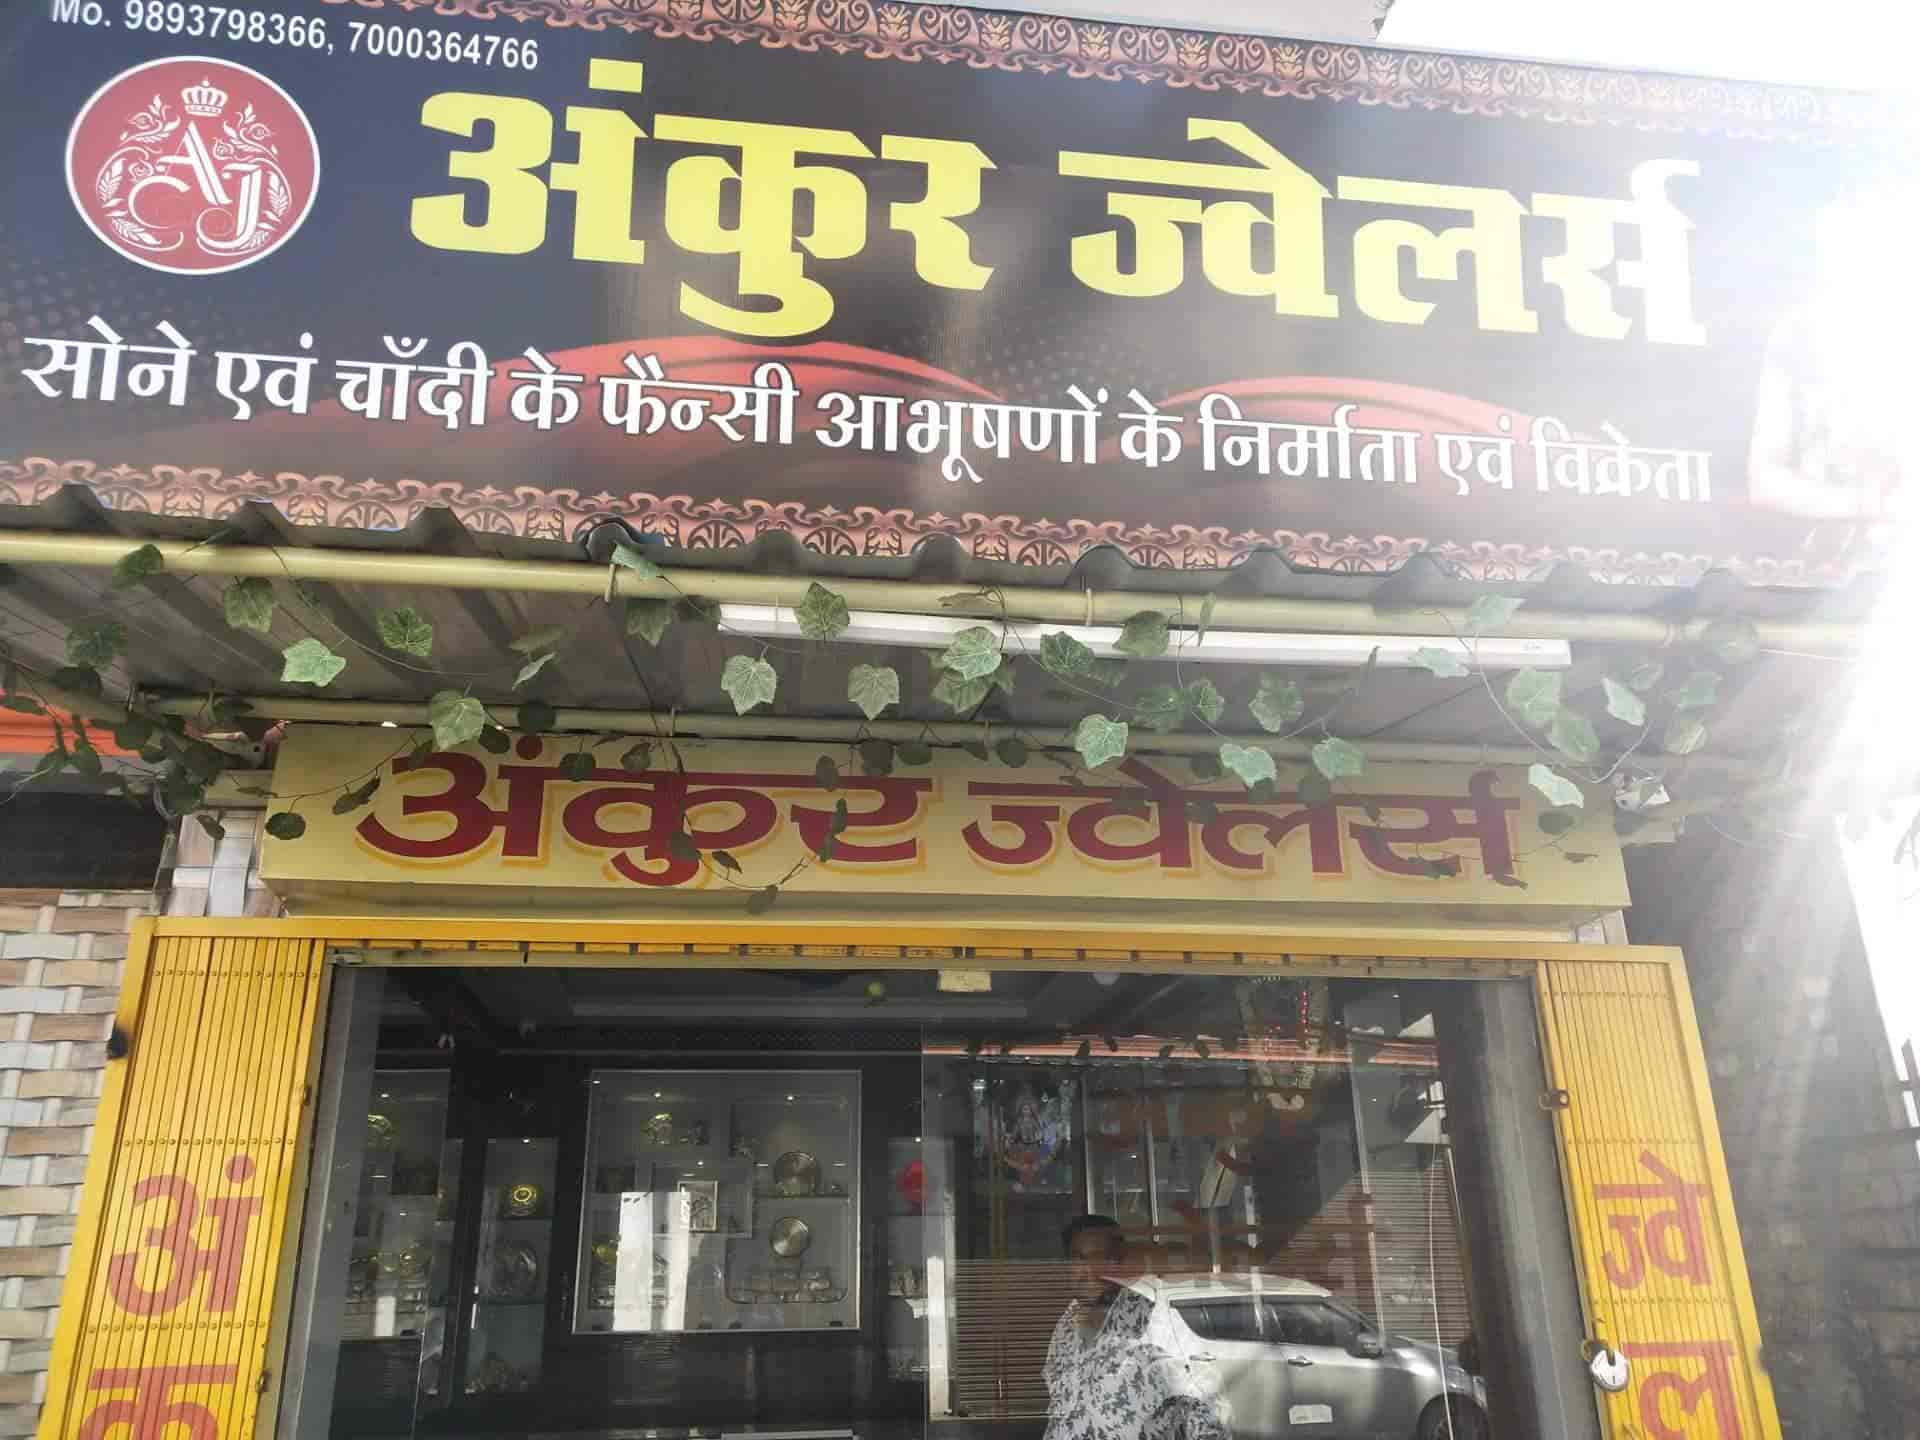 Mo. 9893798366, 7000364766
AJ
अंकुर ज्वेलर्स
सोने एवं चाँदी के फैन्सी आभूषणों के निर्माता एवं विक्रेता
अंकुर ज्वेलर्स
अं
क
ज्वे
ल